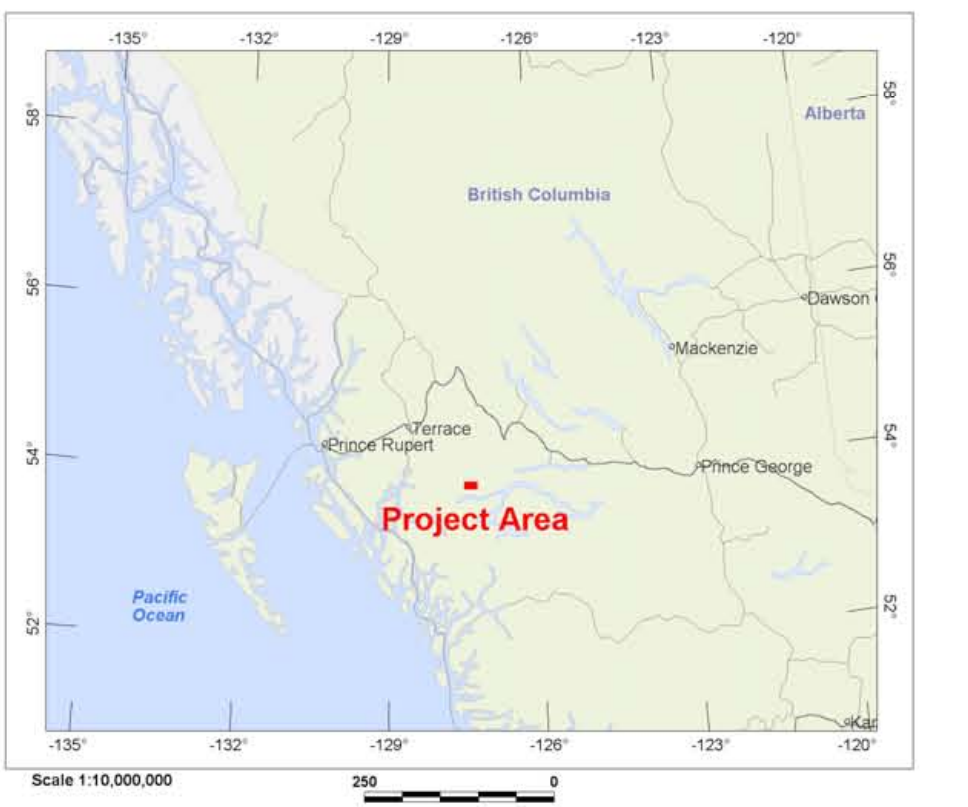 -135° -132° -129° -126° -123° -120°
58° 58°
Alberta
British Columbia
56° 56°
Dawson
Mackenzie
Terrace
54° 54°
Prince Rupert
Prince George
Project Area
Pacific
Ocean
52° 52°
Kar
-135° -132° -129° -126° -123° -120°
Scale 1:10,000,000 250 0